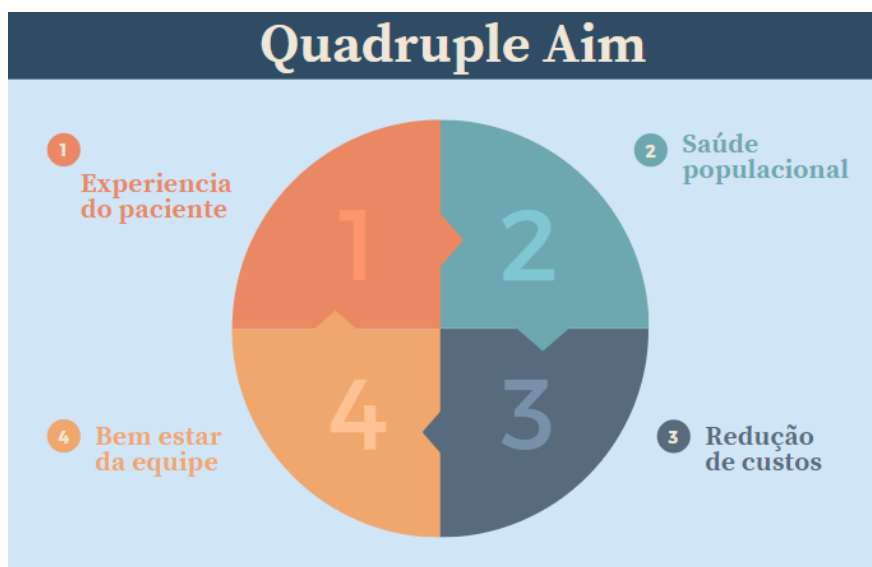 Quadruple Aim
1
Experiencia
do paciente
2
Saúde
populacional
1
2
4
3
4
Bem estar
da equipe
3
Redução
de custos